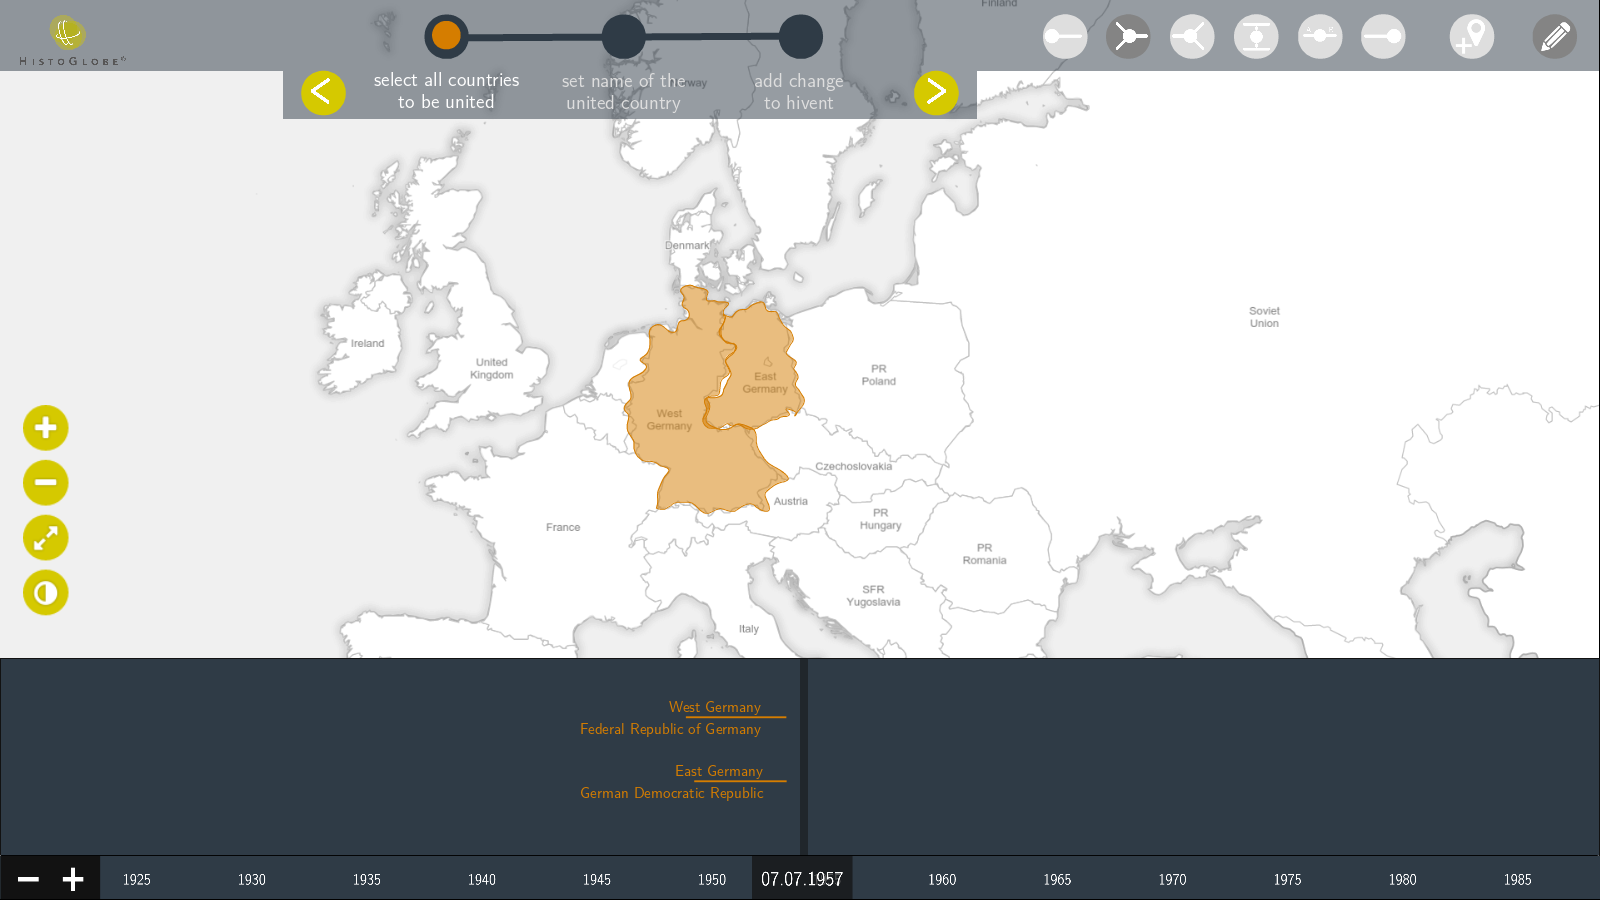 HISTOGLOBE
select all countries
to be united
set name of the
united country
add change
to hivent
Finland
Norway
Denmark
Ireland
United
Kingdom
West
Germany
East
Germany
PR
Poland
Soviet
Union
Czechoslovakia
Austria
PR
Hungary
PR
Romania
France
SFR
Yugoslavia
Italy
West Germany
Federal Republic of Germany
East Germany
German Democratic Republic
1925
1930
1935
1940
1945
1950
07.07.1957
1960
1965
1970
1975
1980
1985